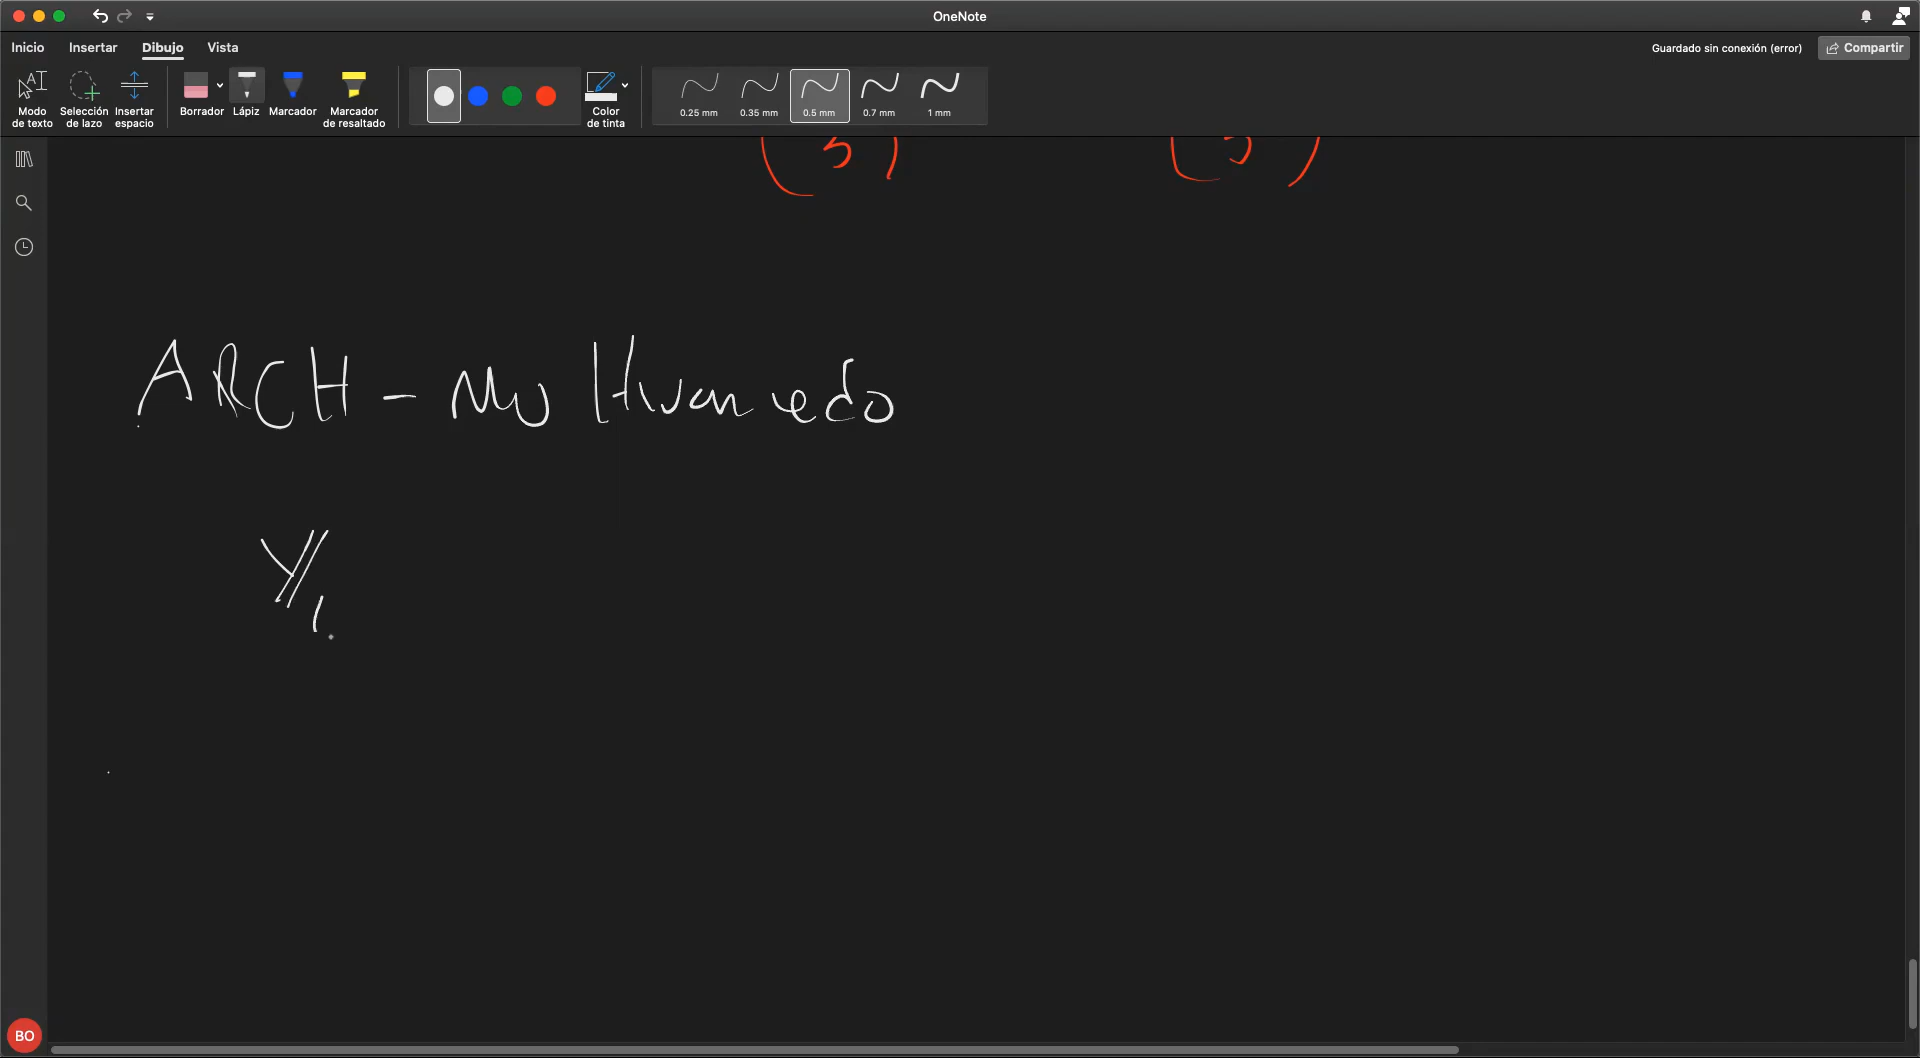 OneNote
Inicio Insertar Dibujo Vista
Guardado sin conexión (error) Compartir
Modo de texto
Selección de lazo
Insertar espacio
Borrador
Lápiz
Marcador
Marcador de resaltado
Color de tinta
0.25 mm 0.35 mm 0.5 mm 0.7 mm 1 mm
ARCH - Mu
Y//
BO